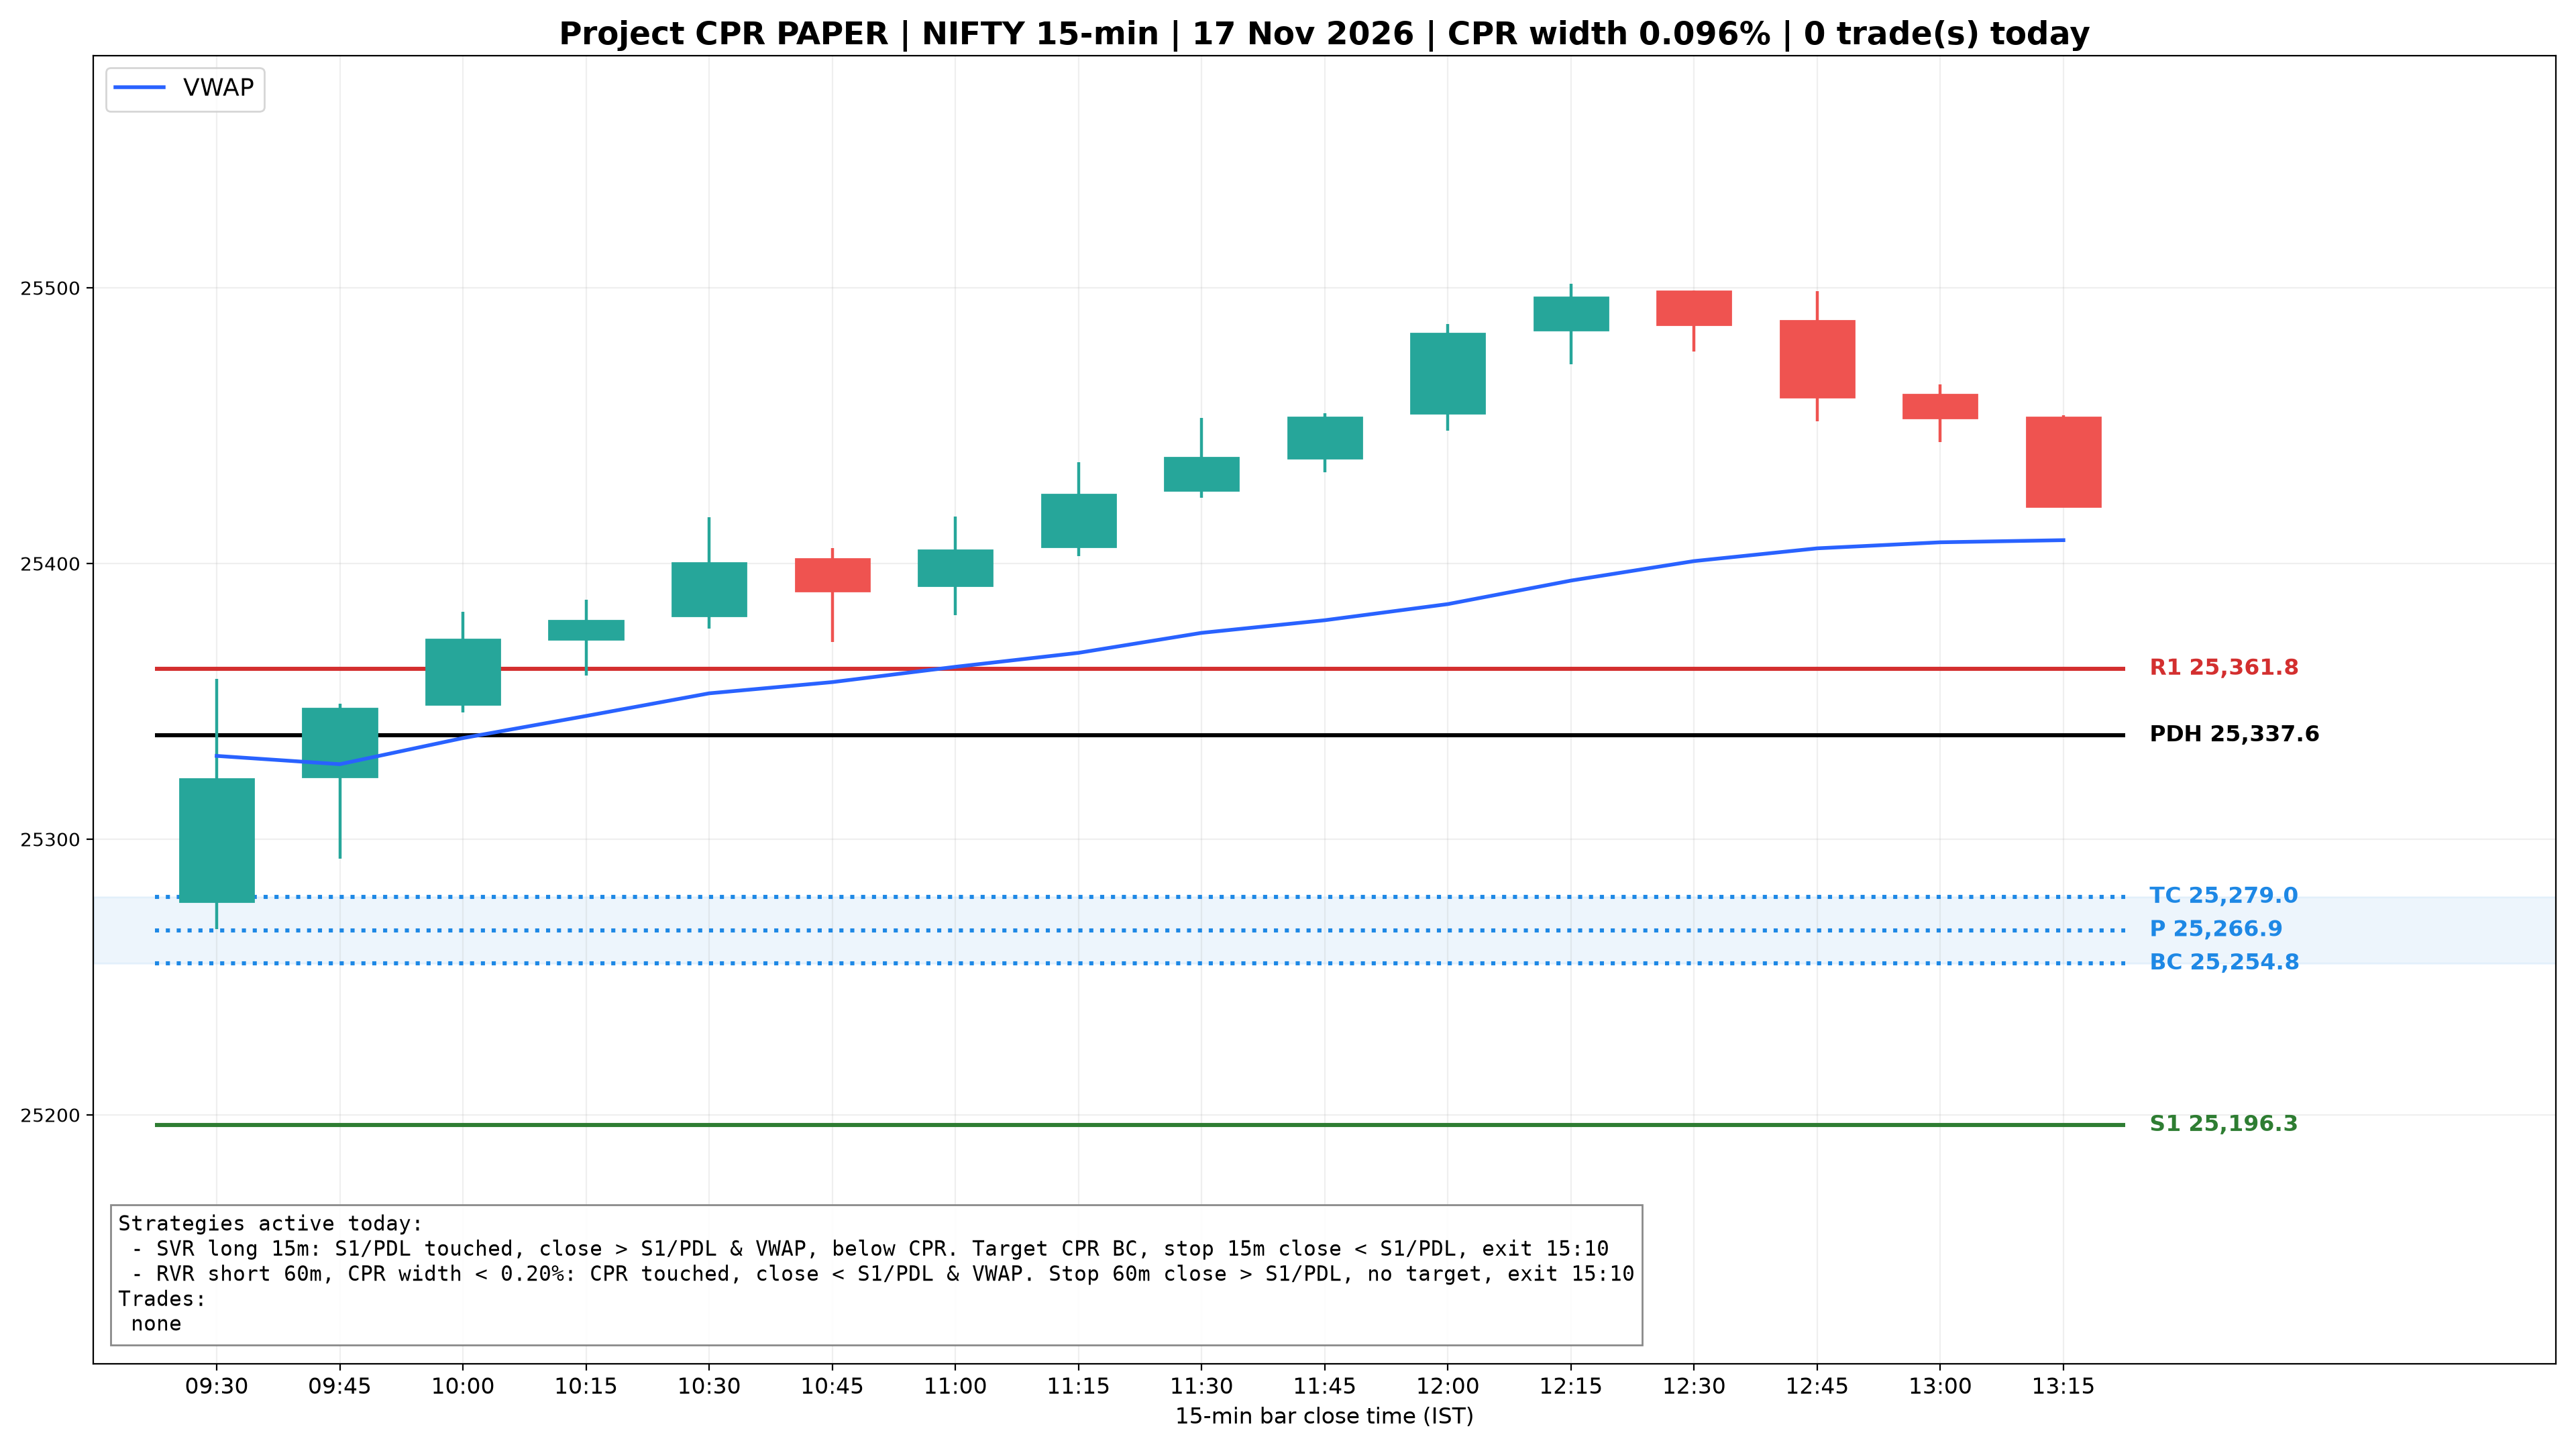 Project CPR PAPER | NIFTY 15-min | 17 Nov 2026 | CPR width 0.096% | 0 trade(s) today
VWAP
25500
25400
25300
25200
R1 25,361.8
PDH 25,337.6
TC 25,279.0
P 25,266.9
BC 25,254.8
S1 25,196.3
Strategies active today:
- SVR long 15m: S1/PDL touched, close > S1/PDL & VWAP, below CPR. Target CPR BC, stop 15m close < S1/PDL, exit 15:10
- RVR short 60m, CPR width < 0.20%: CPR touched, close < S1/PDL & VWAP. Stop 60m close > S1/PDL, no target, exit 15:10
Trades:
none
09:30 09:45 10:00 10:15 10:30 10:45 11:00 11:15 11:30 11:45 12:00 12:15 12:30 12:45 13:00 13:15
15-min bar close time (IST)